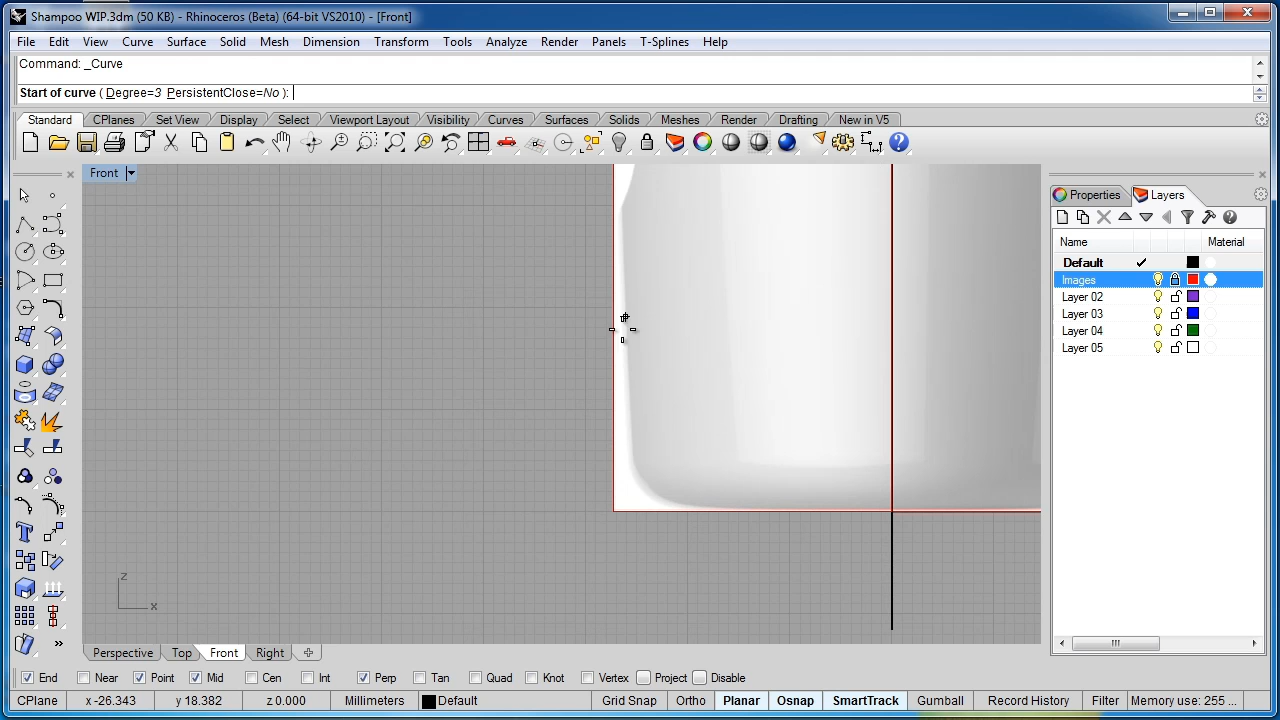 Shampoo WIP.3dm (50 KB) - Rhinoceros (Beta) (64-bit VS2010) - [Front]
File Edit View Curve Surface Solid Mesh Dimension Transform Tools Analyze Render Panels T-Splines Help
Command: _Curve
Start of curve ( Degree=3 PersistentClose=No ):
Standard CPlanes Set View Display Select Viewport Layout Visibility Curves Surfaces Solids Meshes Render Drafting New in V5
Front
Properties Layers
Name Material
Default
Images
Layer 02
Layer 03
Layer 04
Layer 05
z
x
Perspective Top Front Right
End Near Point Mid Cen Int Perp Tan Quad Knot Vertex Project Disable
CPlane x -26.343 y 18.382 z 0.000 Millimeters Default Grid Snap Ortho Planar Osnap SmartTrack Gumball Record History Filter Memory use: 255 ...